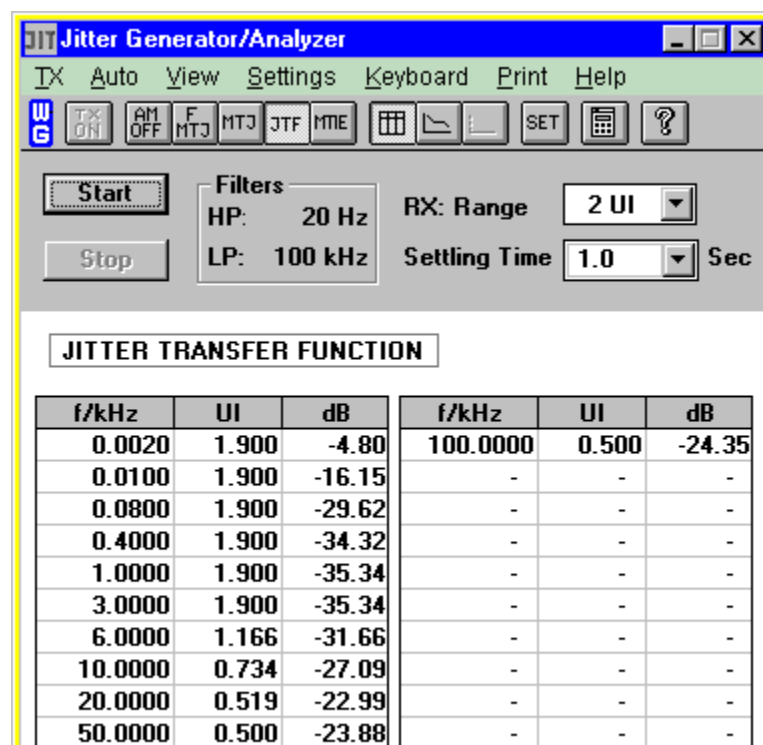 JIT Jitter Generator/Analyzer
TX Auto View Settings Keyboard Print Help
WG TX ON AM OFF F MTJ MTJ JTF MTIE SET ?
Start Filters HP: 20 Hz RX: Range 2 UI
Stop LP: 100 kHz Settling Time 1.0 Sec
JITTER TRANSFER FUNCTION
f/kHz UI dB f/kHz UI dB
0.0020 1.900 -4.80 100.0000 0.500 -24.35
0.0100 1.900 -16.15 - - -
0.0800 1.900 -29.62 - - -
0.4000 1.900 -34.32 - - -
1.0000 1.900 -35.34 - - -
3.0000 1.900 -35.34 - - -
6.0000 1.166 -31.66 - - -
10.0000 0.734 -27.09 - - -
20.0000 0.519 -22.99 - - -
50.0000 0.500 -23.88 - - -